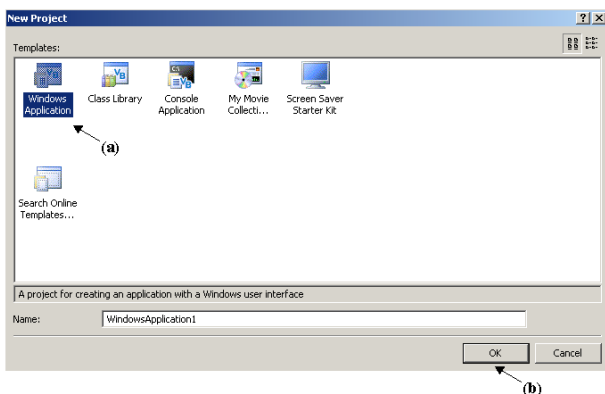 New Project
Templates:
Windows Application
Class Library
Console Application
My Movie Collecti...
Screen Saver Starter Kit
(a)
Search Online Templates...
A project for creating an application with a Windows user interface
Name:
WindowsApplication1
OK
Cancel
(b)